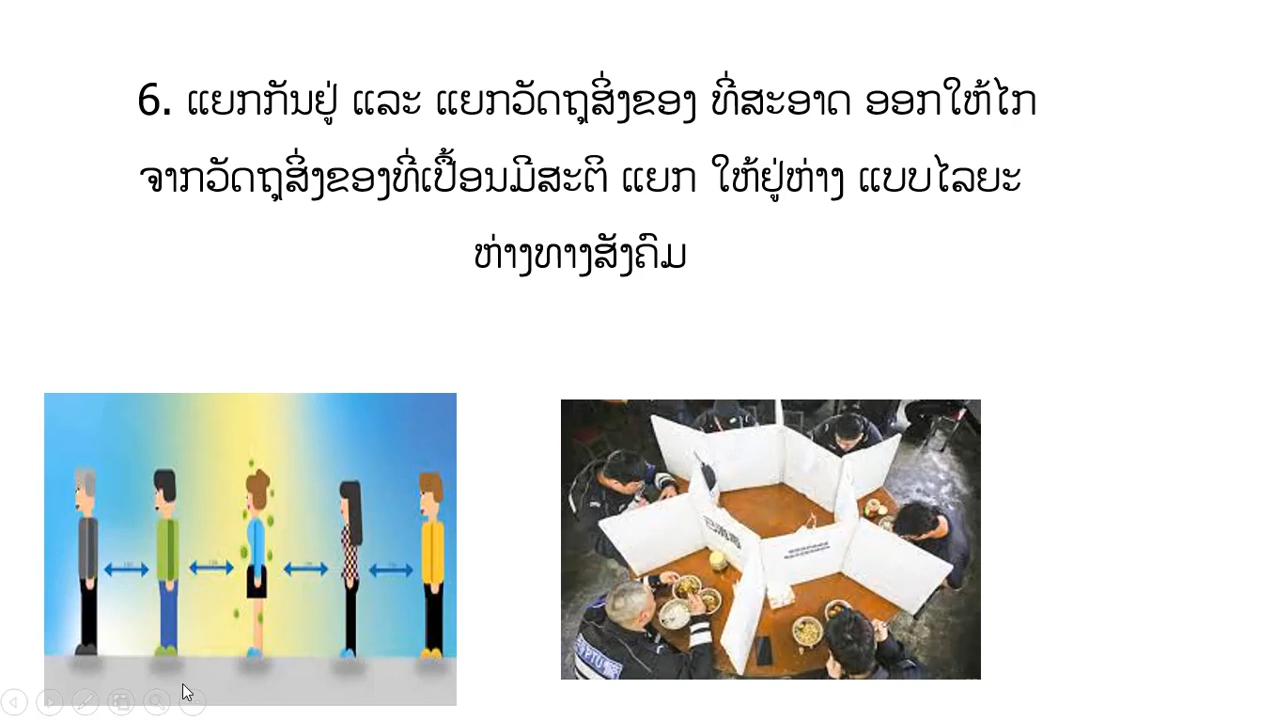 6. ແຍກກັນຢູ່ ແລະ ແຍກວັດຖຸສິ່ງຂອງ ທີ່ສະອາດ ອອກໃຫ້ໄກ
ຈາກວັດຖຸສິ່ງຂອງທີ່ເປື້ອນມີສະຕິ ແຍກ ໃຫ້ຢູ່ຫ່າງ ແບບໄລຍະ
ຫ່າງທາງສັງຄົມ
PTU